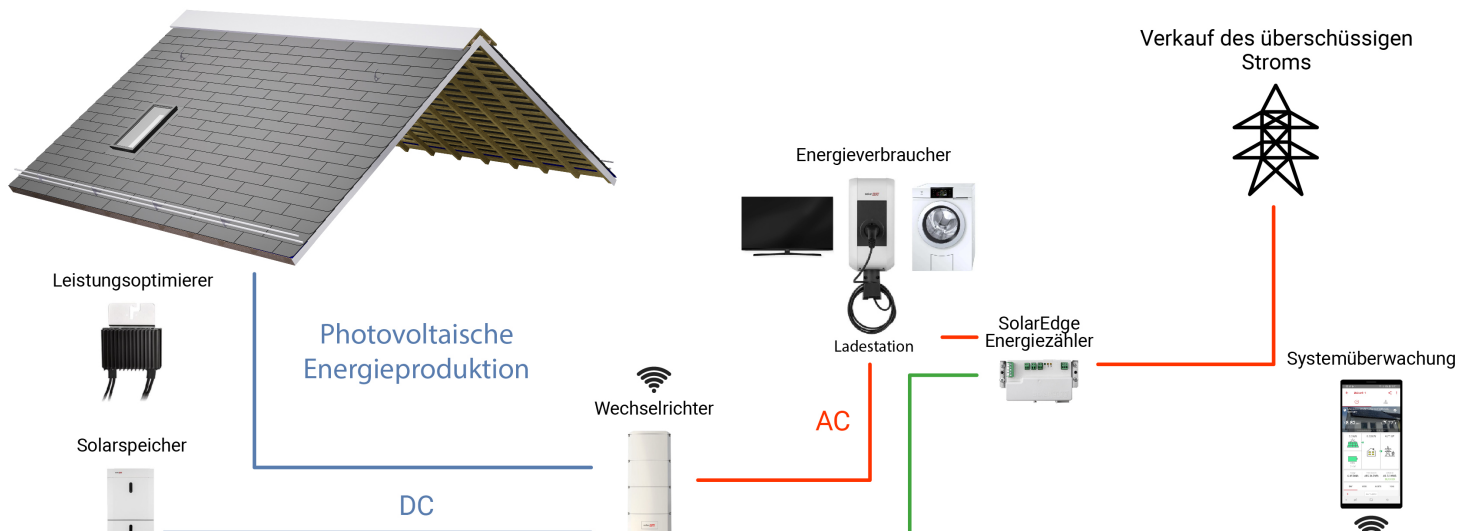 Verkauf des überschüssigen
Stroms
Energieverbraucher
Leistungsoptimierer
Photovoltaische
Energieproduktion
Ladestation
SolarEdge
Energiezähler
Systemüberwachung
Wechselrichter
AC
Solarspeicher
DC